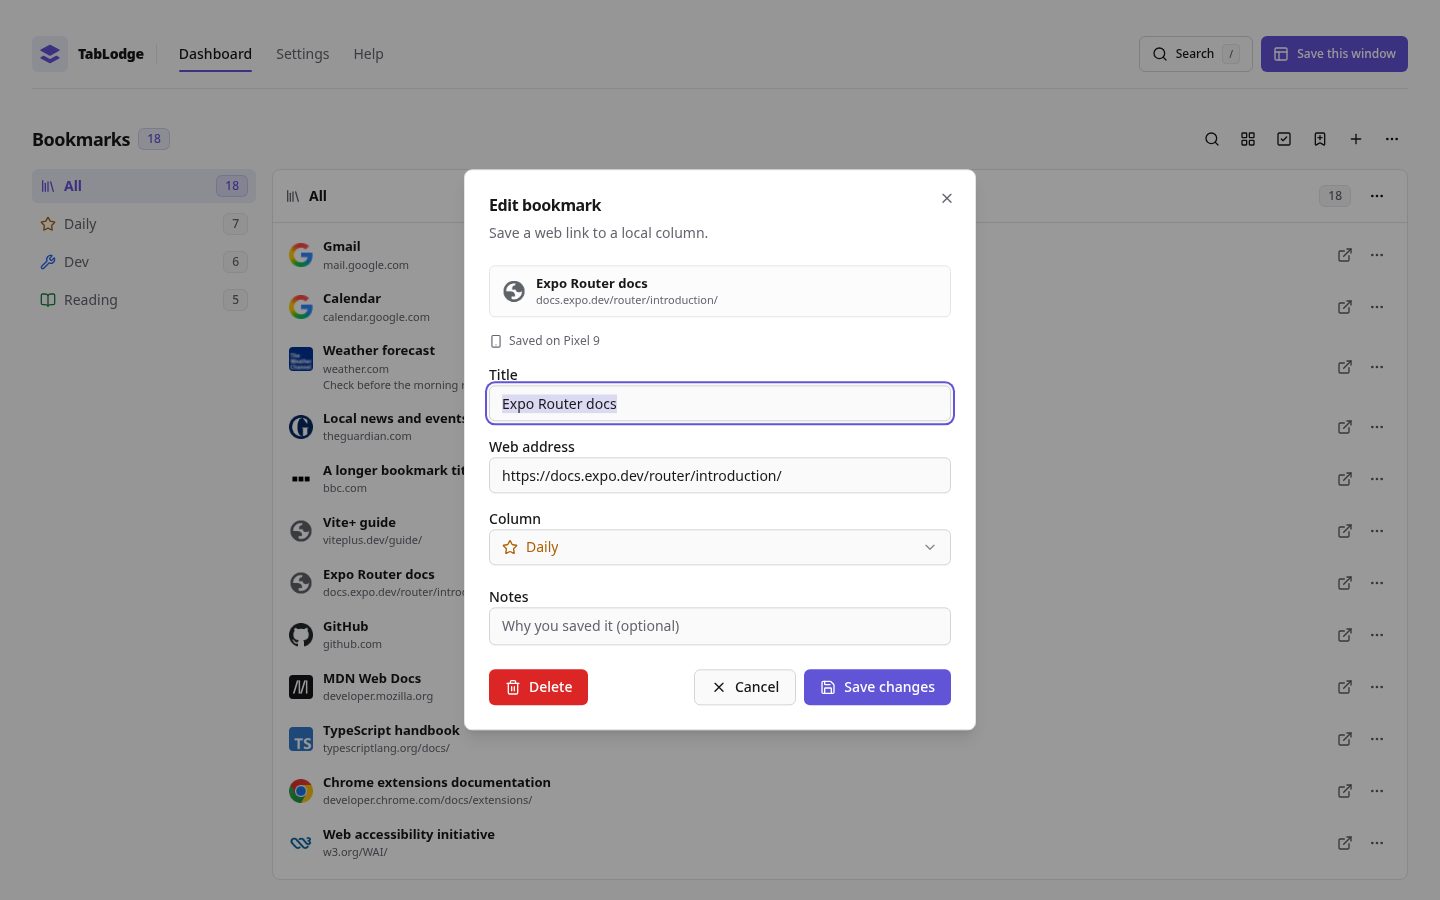 TabLodge
Dashboard
Settings
Help
Search /
Save this window
Bookmarks 18
All 18
Daily 7
Dev 6
Reading 5
All 18
Gmail
mail.google.com
Calendar
calendar.google.com
Weather forecast
weather.com
Check before the morning
Local news and events
theguardian.com
A longer bookmark
bbc.com
Vite+ guide
viteplus.dev/guide/
Expo Router docs
docs.expo.dev/router/
GitHub
github.com
MDN Web Docs
developer.mozilla.org
TypeScript handbook
typescriptlang.org/docs/
Chrome extensions documentation
developer.chrome.com/docs/extensions/
Web accessibility initiative
w3.org/WAI/
Edit bookmark
Save a web link to a local column.
Expo Router docs
docs.expo.dev/router/introduction/
Saved on Pixel 9
Title
Expo Router docs
Web address
https://docs.expo.dev/router/introduction/
Column
Daily
Notes
Why you saved it (optional)
Delete
Cancel
Save changes